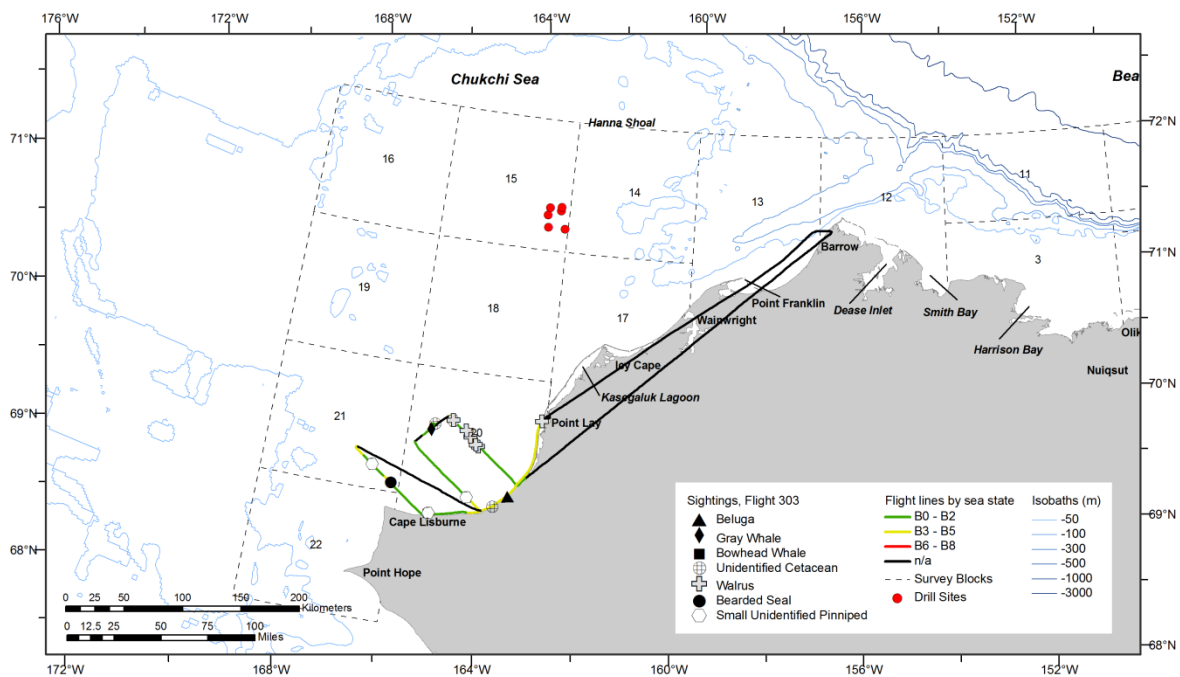 176°W 172°W 168°W 164°W 160°W 156°W 152°W
Chukchi Sea
Bea
72°N
71°N
Hanna Shoal
16
15
14
13
12
11
71°N
Barrow
3
70°N
19
18
17
Point Franklin
Wainwright
Dease Inlet
Smith Bay
Harrison Bay
Olik
Nuiqsut
Icy Cape
Kasegaluk Lagoon
70°N
69°N
21
20
Point Lay
Cape Lisburne
69°N
68°N
22
Point Hope
0 25 50 100 150 200
Kilometers
0 12.5 25 50 75 100
Miles
Sightings, Flight 303
Beluga
Gray Whale
Bowhead Whale
Unidentified Cetacean
Walrus
Bearded Seal
Small Unidentified Pinniped
Flight lines by sea state
B0 - B2
B3 - B5
B6 - B8
n/a
Survey Blocks
Drill Sites
Isobaths (m)
-50
-100
-300
-500
-1000
-3000
68°N
172°W 168°W 164°W 160°W 156°W 152°W